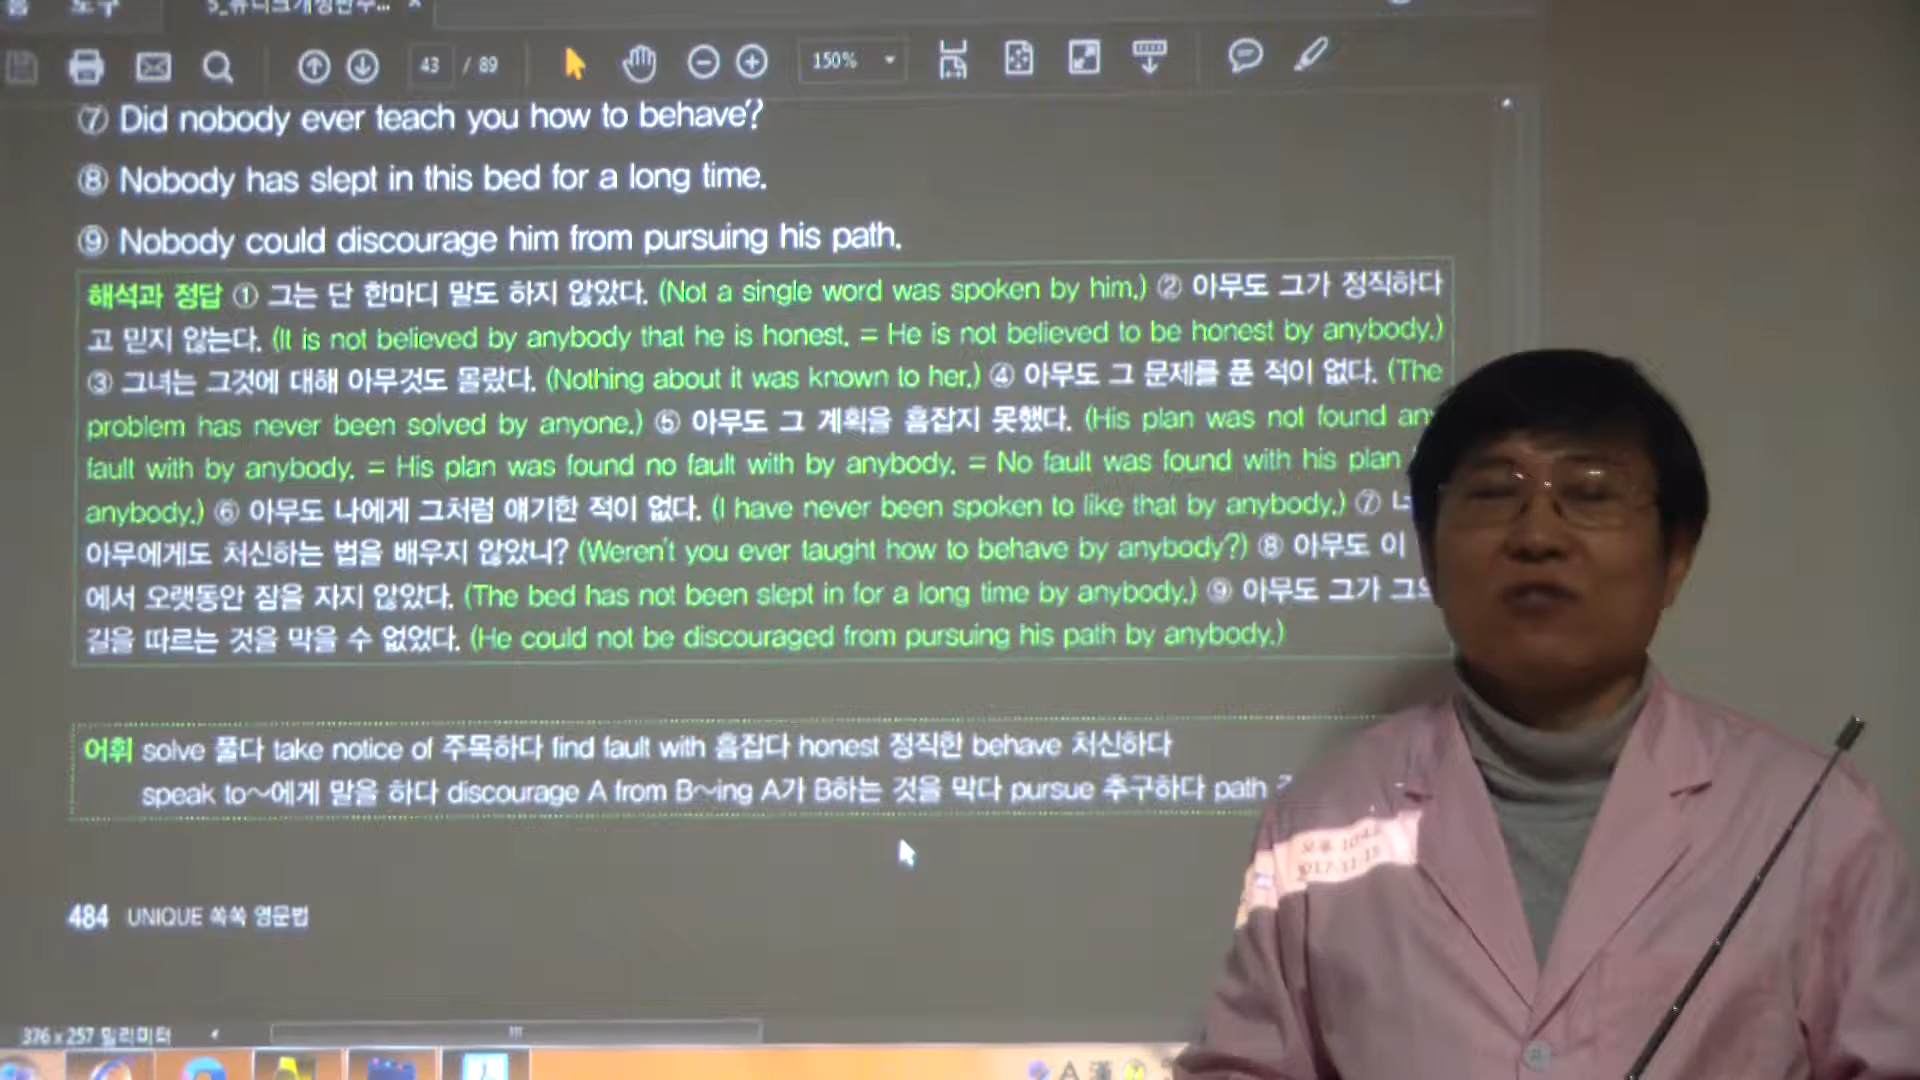 도구
43 / 89
150%
⑦ Did nobody ever teach you how to behave?
⑧ Nobody has slept in this bed for a long time.
⑨ Nobody could discourage him from pursuing his path.
해석과 정답 ① 그는 단 한마디 말도 하지 않았다. (Not a single word was spoken by him.) ② 아무도 그가 정직하다
고 믿지 않는다. (It is not believed by anybody that he is honest. = He is not believed to be honest by anybody.)
③ 그녀는 그것에 대해 아무것도 몰랐다. (Nothing about it was known to her.) ④ 아무도 그 문제를 푼 적이 없다. (The
problem has never been solved by anyone.) ⑤ 아무도 그 계획을 흠잡지 못했다. (His plan was not found
fault with by anybody. = His plan was found no fault with by anybody. = No fault was found with his plan
anybody.) ⑥ 아무도 나에게 그처럼 얘기한 적이 없다. (I have never been spoken to like that by anybody.) ⑦
아무에게도 처신하는 법을 배우지 않았니? (Weren't you ever taught how to behave by anybody?) ⑧ 아무도 이
에서 오랫동안 잠을 자지 않았다. (The bed has not been slept in for a long time by anybody.) ⑨ 아무도 그가 그의
길을 따르는 것을 막을 수 없었다. (He could not be discouraged from pursuing his path by anybody.)
어휘 solve 풀다 take notice of 주목하다 find fault with 흠잡다 honest 정직한 behave 처신하다
speak to~에게 말을 하다 discourage A from B~ing A가 B하는 것을 막다 pursue 추구하다 path
484 UNIQUE 쏙쏙 영문법
376 x 257 밀리미터
A 漢